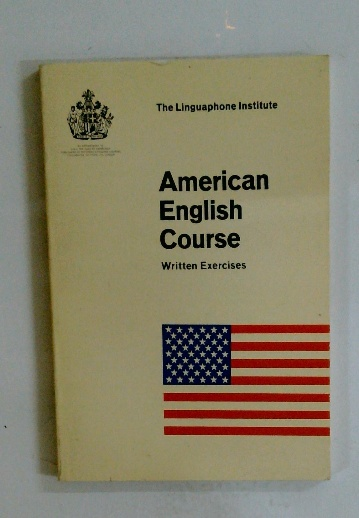 The Linguaphone Institute
American
English
Course
Written Exercises